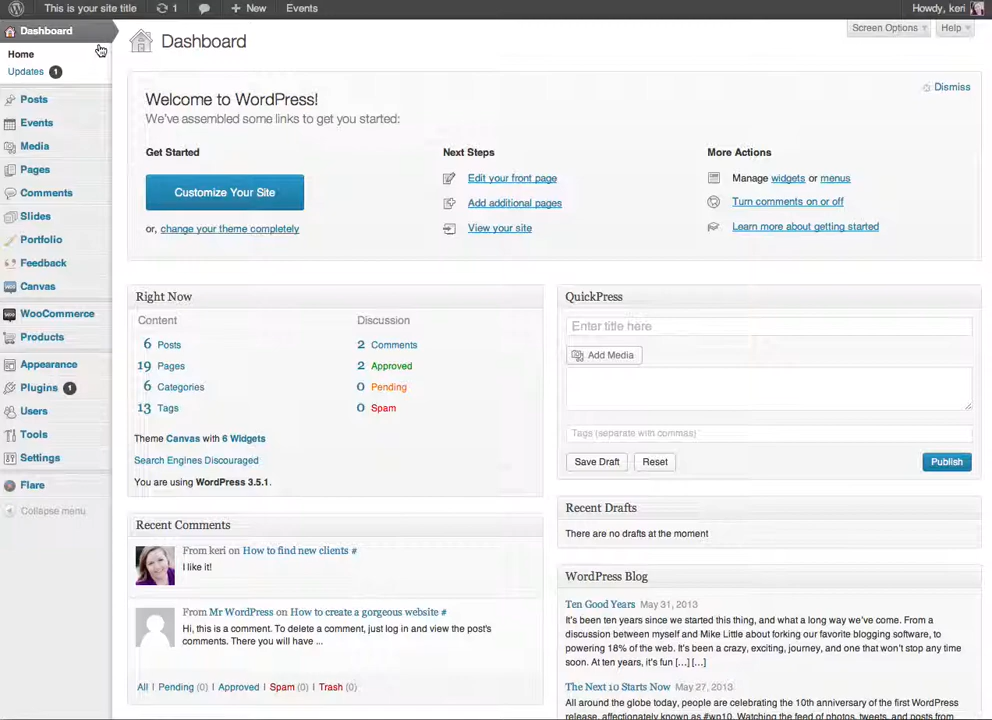 This is your site title 1 New Events Howdy, keri
Dashboard
Home
Updates 1
Posts
Events
Media
Pages
Comments
Slides
Portfolio
Feedback
Canvas
WooCommerce
Products
Appearance
Plugins 1
Users
Tools
Settings
Flare
Collapse menu
Screen Options Help
Dashboard
Dismiss
Welcome to WordPress!
We've assembled some links to get you started:
Get Started
Customize Your Site
or, change your theme completely
Next Steps
Edit your front page
Add additional pages
View your site
More Actions
Manage widgets or menus
Turn comments on or off
Learn more about getting started
Right Now
Content Discussion
6 Posts 2 Comments
19 Pages 2 Approved
6 Categories 0 Pending
13 Tags 0 Spam
Theme Canvas with 6 Widgets
Search Engines Discouraged
You are using WordPress 3.5.1.
Recent Comments
From keri on How to find new clients #
I like it!
From Mr WordPress on How to create a gorgeous website #
Hi, this is a comment. To delete a comment, just log in and view the post's
comments. There you will have ...
All | Pending (0) | Approved | Spam (0) | Trash (0)
QuickPress
Enter title here
Add Media
Tags (separate with commas)
Save Draft Reset Publish
Recent Drafts
There are no drafts at the moment
WordPress Blog
Ten Good Years May 31, 2013
It's been ten years since we started this thing, and what a long way we've come. From a
discussion between myself and Mike Little about forking our favorite blogging software, to
powering 18% of the web. It's been a crazy, exciting, journey, and one that won't stop any time
soon. At ten years, it's fun […] [...]
The Next 10 Starts Now May 27, 2013
All around the globe today, people are celebrating the 10th anniversary of the first WordPress
release, affectionately known as #wp10. Watching the feed of photos, tweets, and posts from